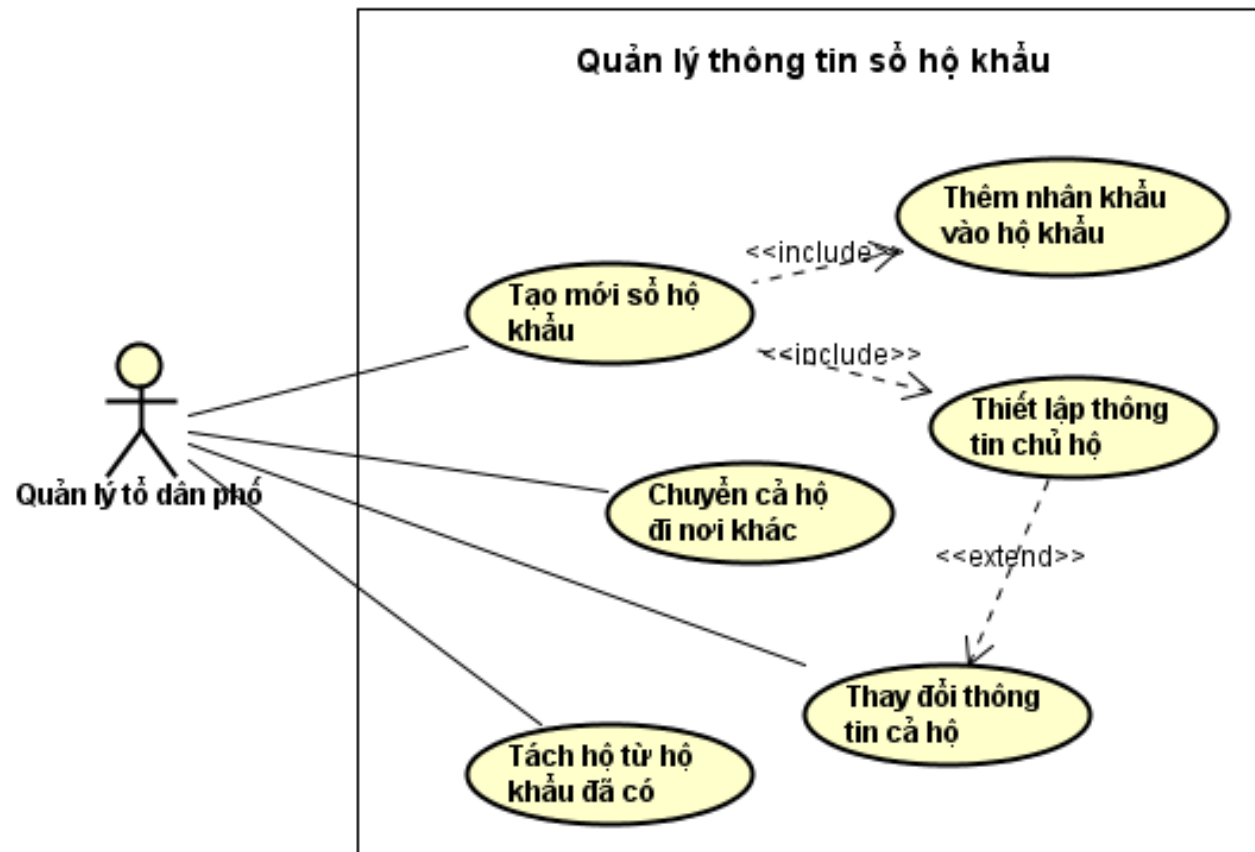 Quản lý thông tin sổ hộ khẩu
Thêm nhân khẩu
vào hộ khẩu
<<include>>
Tạo mới sổ hộ
khẩu
<<include>>
Thiết lập thông
tin chủ hộ
Quản lý tổ dân phố
Chuyển cả hộ
đi nơi khác
<<extend>>
Thay đổi thông
tin cả hộ
Tách hộ từ hộ
khẩu đã có